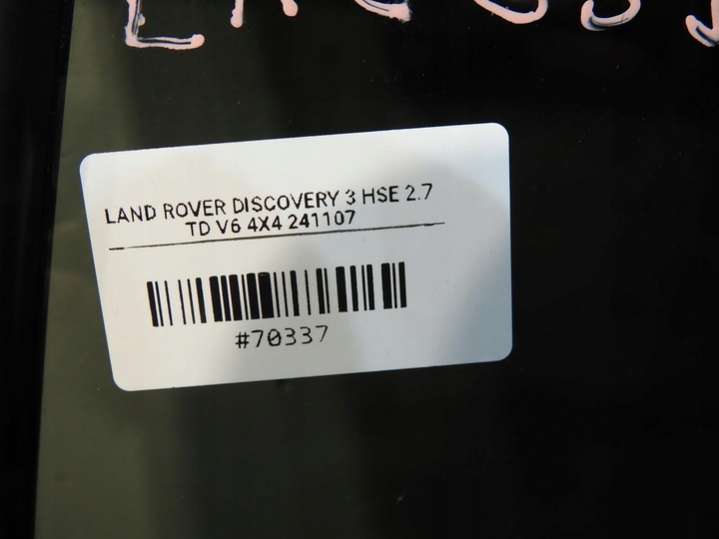 LAND ROVER DISCOVERY 3 HSE 2.7
TD V6 4X4 241107
#70337